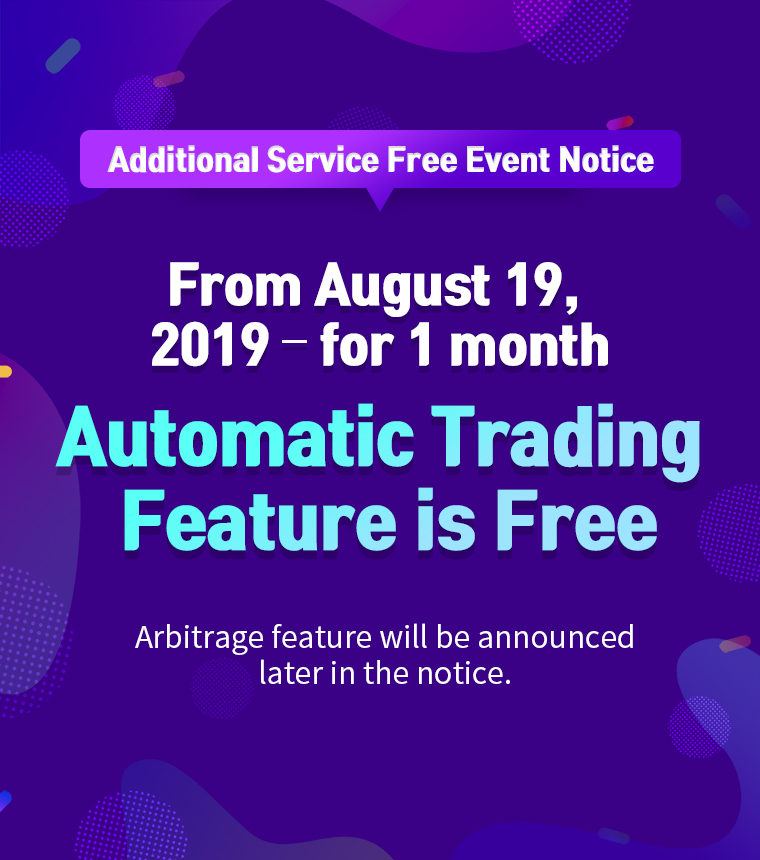 Additional Service Free Event Notice
From August 19,
2019 – for 1 month
Automatic Trading
Feature is Free
Arbitrage feature will be announced
later in the notice.